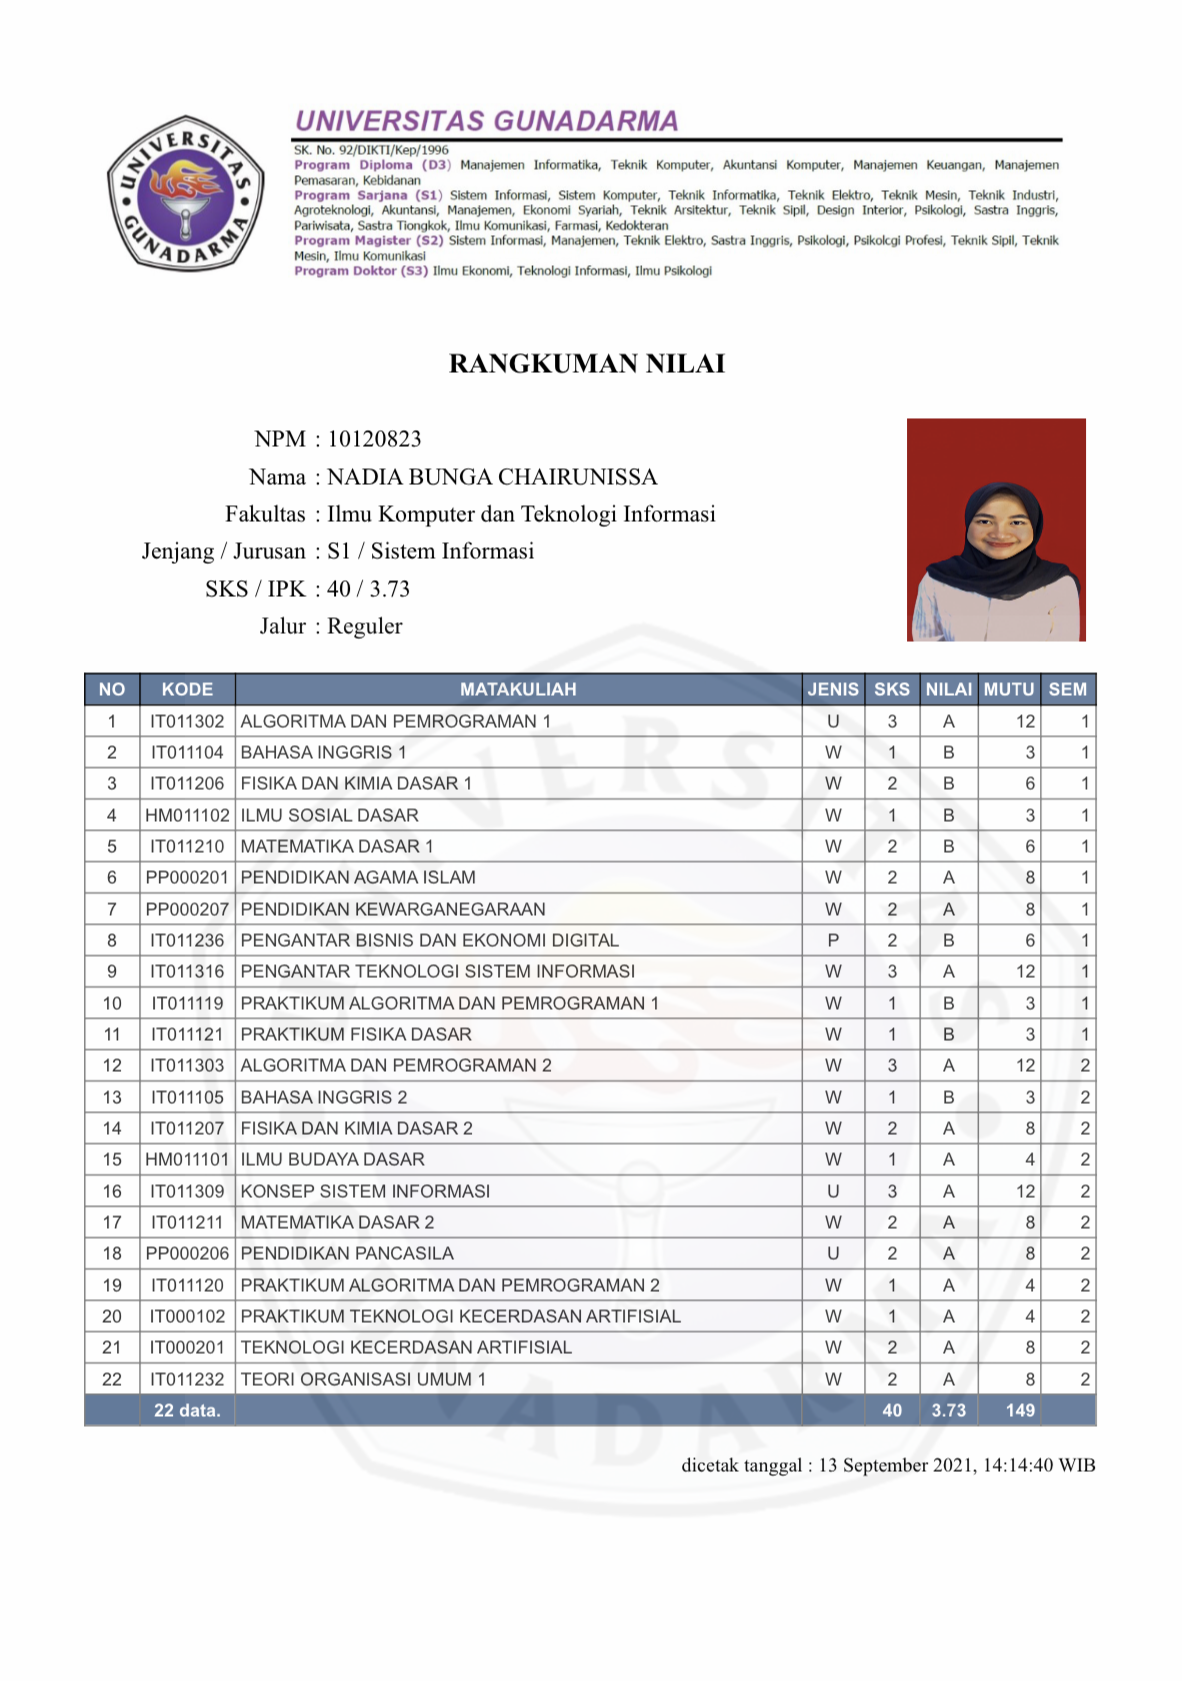 UNIVERSITAS GUNADARMA
UNIVERSITAS GUNADARMA
SK. No. 92/DIKTI/Kep/1996
Program Diploma (D3) Manajemen Informatika, Teknik Komputer, Akuntansi Komputer, Manajemen Keuangan, Manajemen
Pemasaran, Kebidanan
Program Sarjana (S1) Sistem Informasi, Sistem Komputer, Teknik Informatika, Teknik Elektro, Teknik Mesin, Teknik Industri,
Agroteknologi, Akuntansi, Manajemen, Ekonomi Syariah, Teknik Arsitektur, Teknik Sipil, Design Interior, Psikologi, Sastra Inggris,
Pariwisata, Sastra Tiongkok, Ilmu Komunikasi, Farmasi, Kedokteran
Program Magister (S2) Sistem Informasi, Manajemen, Teknik Elektro, Sastra Inggris, Psikologi, Psikolcgi Profesi, Teknik Sipil, Teknik
Mesin, Ilmu Komunikasi
Program Doktor (S3) Ilmu Ekonomi, Teknologi Informasi, Ilmu Psikologi
RANGKUMAN NILAI
NPM : 10120823
Nama : NADIA BUNGA CHAIRUNISSA
Fakultas : Ilmu Komputer dan Teknologi Informasi
Jenjang / Jurusan : S1 / Sistem Informasi
SKS / IPK : 40 / 3.73
Jalur : Reguler
NO KODE MATAKULIAH JENIS SKS NILAI MUTU SEM
1 IT011302 ALGORITMA DAN PEMROGRAMAN 1 U 3 A 12 1
2 IT011104 BAHASA INGGRIS 1 W 1 B 3 1
3 IT011206 FISIKA DAN KIMIA DASAR 1 W 2 B 6 1
4 HM011102 ILMU SOSIAL DASAR W 1 B 3 1
5 IT011210 MATEMATIKA DASAR 1 W 2 B 6 1
6 PP000201 PENDIDIKAN AGAMA ISLAM W 2 A 8 1
7 PP000207 PENDIDIKAN KEWARGANEGARAAN W 2 A 8 1
8 IT011236 PENGANTAR BISNIS DAN EKONOMI DIGITAL P 2 B 6 1
9 IT011316 PENGANTAR TEKNOLOGI SISTEM INFORMASI W 3 A 12 1
10 IT011119 PRAKTIKUM ALGORITMA DAN PEMROGRAMAN 1 W 1 B 3 1
11 IT011121 PRAKTIKUM FISIKA DASAR W 1 B 3 1
12 IT011303 ALGORITMA DAN PEMROGRAMAN 2 W 3 A 12 2
13 IT011105 BAHASA INGGRIS 2 W 1 B 3 2
14 IT011207 FISIKA DAN KIMIA DASAR 2 W 2 A 8 2
15 HM011101 ILMU BUDAYA DASAR W 1 A 4 2
16 IT011309 KONSEP SISTEM INFORMASI U 3 A 12 2
17 IT011211 MATEMATIKA DASAR 2 W 2 A 8 2
18 PP000206 PENDIDIKAN PANCASILA U 2 A 8 2
19 IT011120 PRAKTIKUM ALGORITMA DAN PEMROGRAMAN 2 W 1 A 4 2
20 IT000102 PRAKTIKUM TEKNOLOGI KECERDASAN ARTIFISIAL W 1 A 4 2
21 IT000201 TEKNOLOGI KECERDASAN ARTIFISIAL W 2 A 8 2
22 IT011232 TEORI ORGANISASI UMUM 1 W 2 A 8 2
22 data. 40 3.73 149
dicetak tanggal : 13 September 2021, 14:14:40 WIB